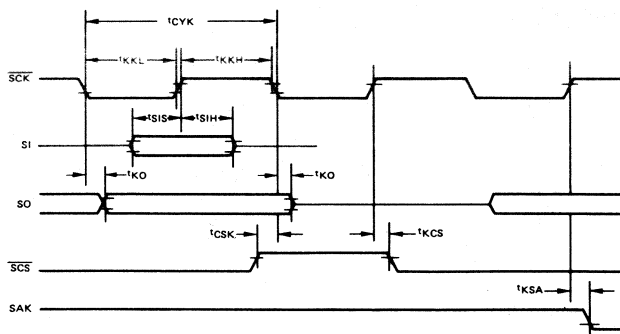 tCYK
tKKL
tKKH
SCK
tSIS
tSIH
SI
tKO
tKO
SO
tCSK
tKCS
SCS
tKSA
SAK